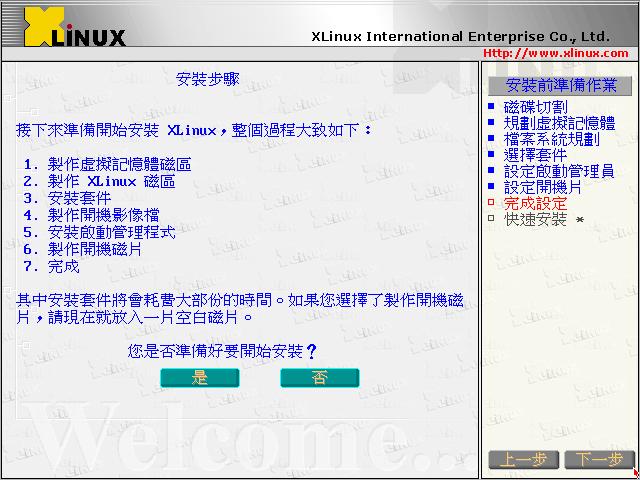 XLINUX
XLinux International Enterprise Co., Ltd.
Http://www.xlinux.com
安裝步驟
接下來準備開始安裝 XLinux，整個過程大致如下：
1. 製作虛擬記憶體磁區
2. 製作 XLinux 磁區
3. 安裝套件
4. 製作開機影像檔
5. 安裝啟動管理程式
6. 製作開機磁片
7. 完成
其中安裝套件將會耗費大部份的時間。如果您選擇了製作開機磁
片，請現在就放入一片空白磁片。
您是否準備好要開始安裝？
是 否
Welcome...
安裝前準備作業
磁碟切割
規劃虛擬記憶體
檔案系統規劃
選擇套件
設定啟動管理員
設定開機片
完成設定
快速安裝 *
上一步 下一步